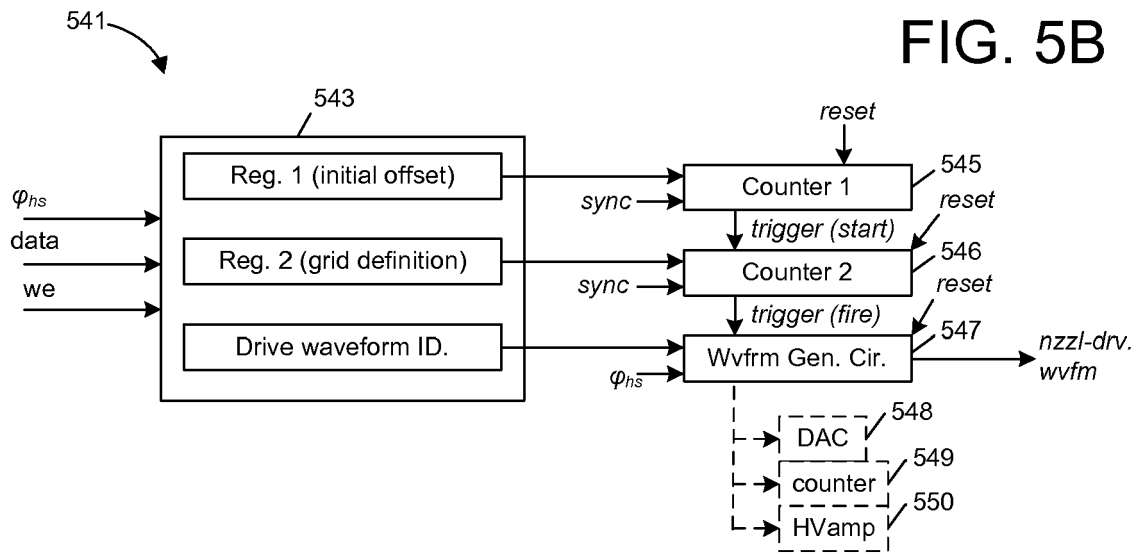 541
FIG. 5B
543
reset
Reg. 1 (initial offset)
Counter 1
545
φhs
sync
reset
trigger (start)
data
Reg. 2 (grid definition)
Counter 2
546
we
sync
reset
trigger (fire)
547
Drive waveform ID.
Wvfrm Gen. Cir.
nzzl-drv.
wvfm
φhs
548
DAC
549
counter
550
HVamp